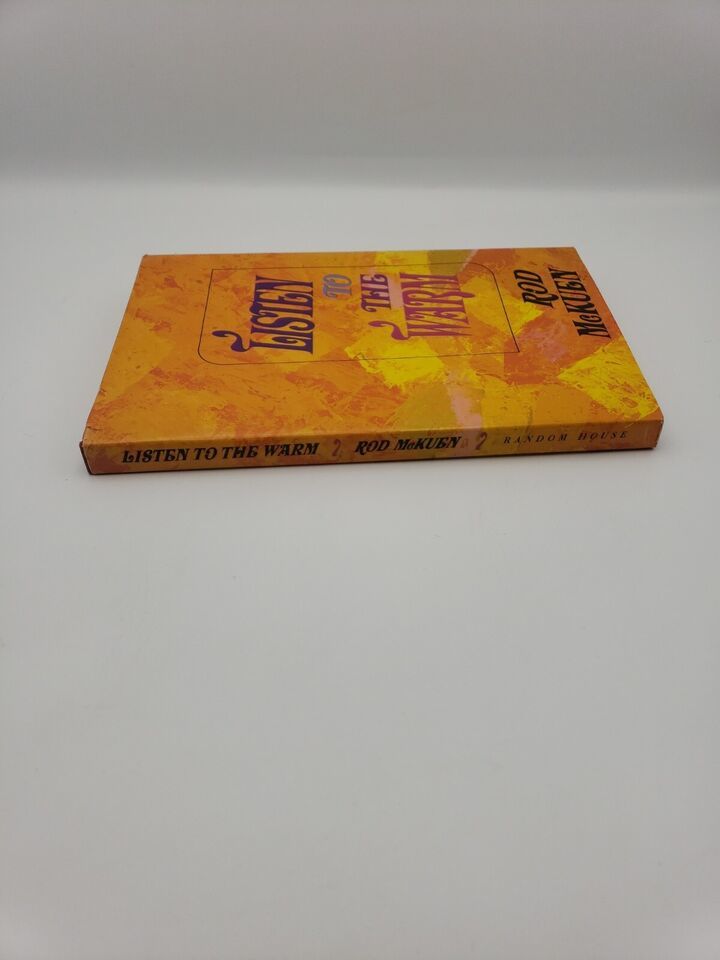 LISTEN
TO
THE
WARM
ROD
McKUEN
LISTEN TO THE WARM ROD McKUEN RANDOM HOUSE